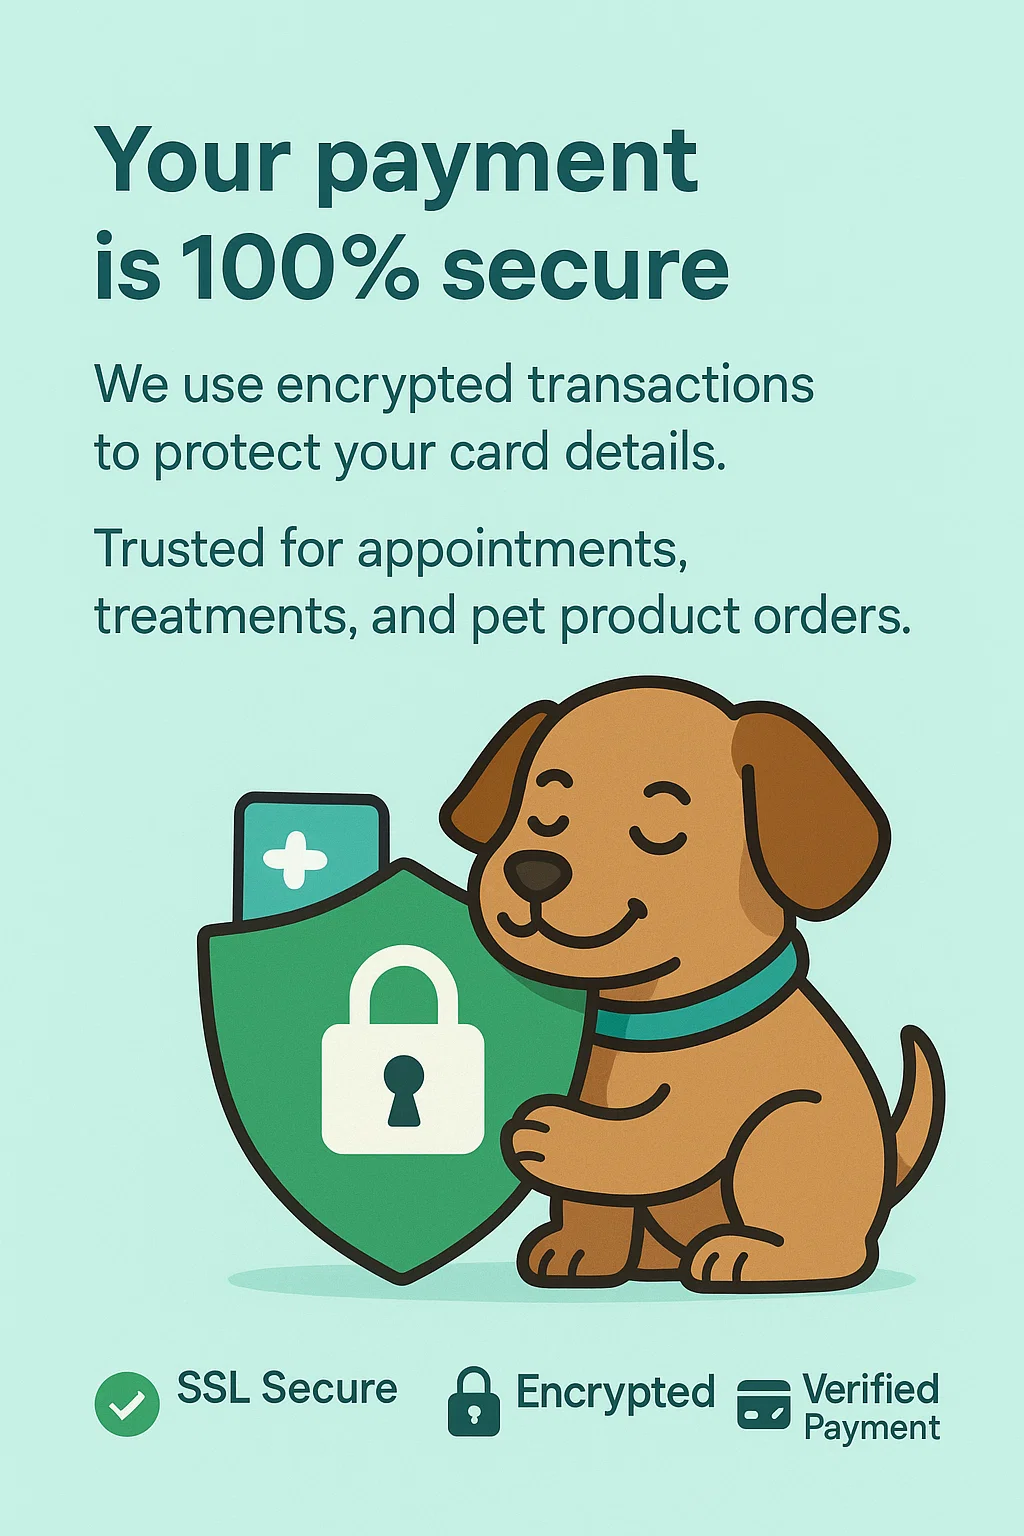 Your payment
is 100% secure
We use encrypted transactions
to protect your card details.
Trusted for appointments,
treatments, and pet product orders.
SSL Secure
Encrypted
Verified
Payment